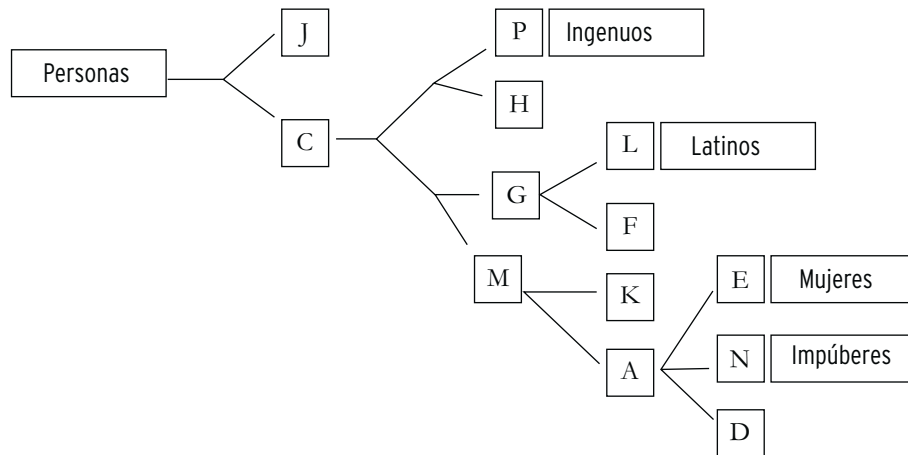 J
P Ingenuos
Personas
H
C
L Latinos
G
F
M
E Mujeres
K
N Impúberes
A
D